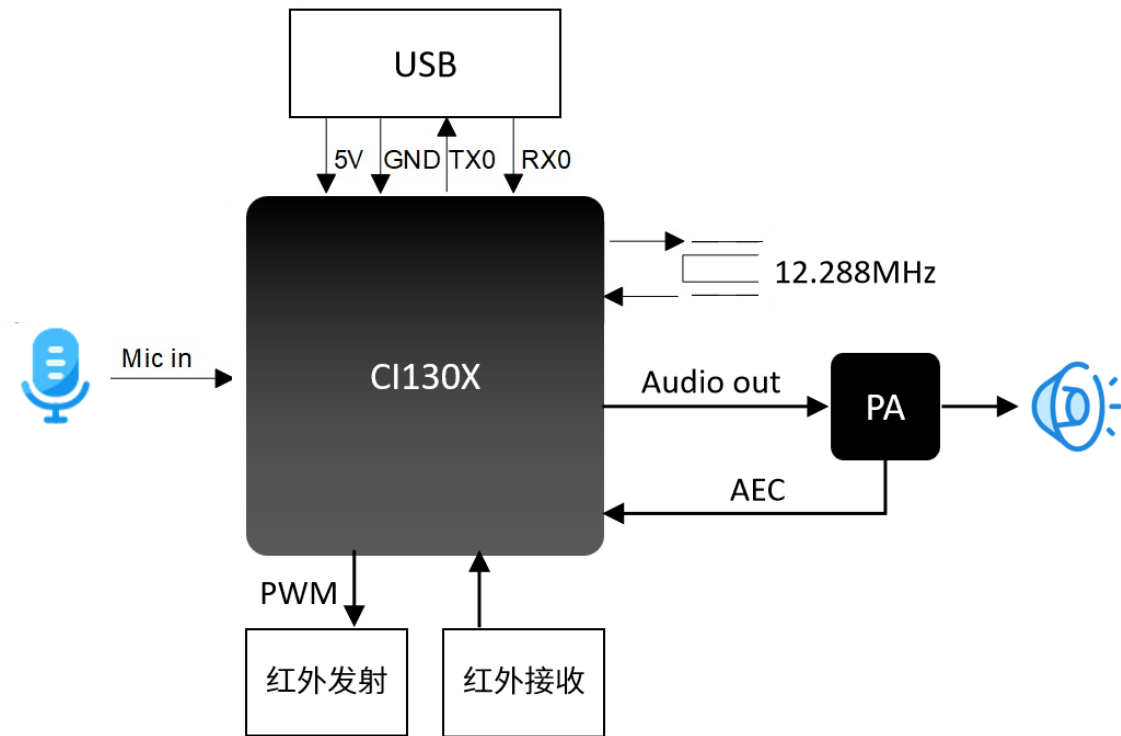 USB
5V GND TX0 RX0
12.288MHz
Mic in
CI130X
Audio out
PA
AEC
PWM
红外发射
红外接收